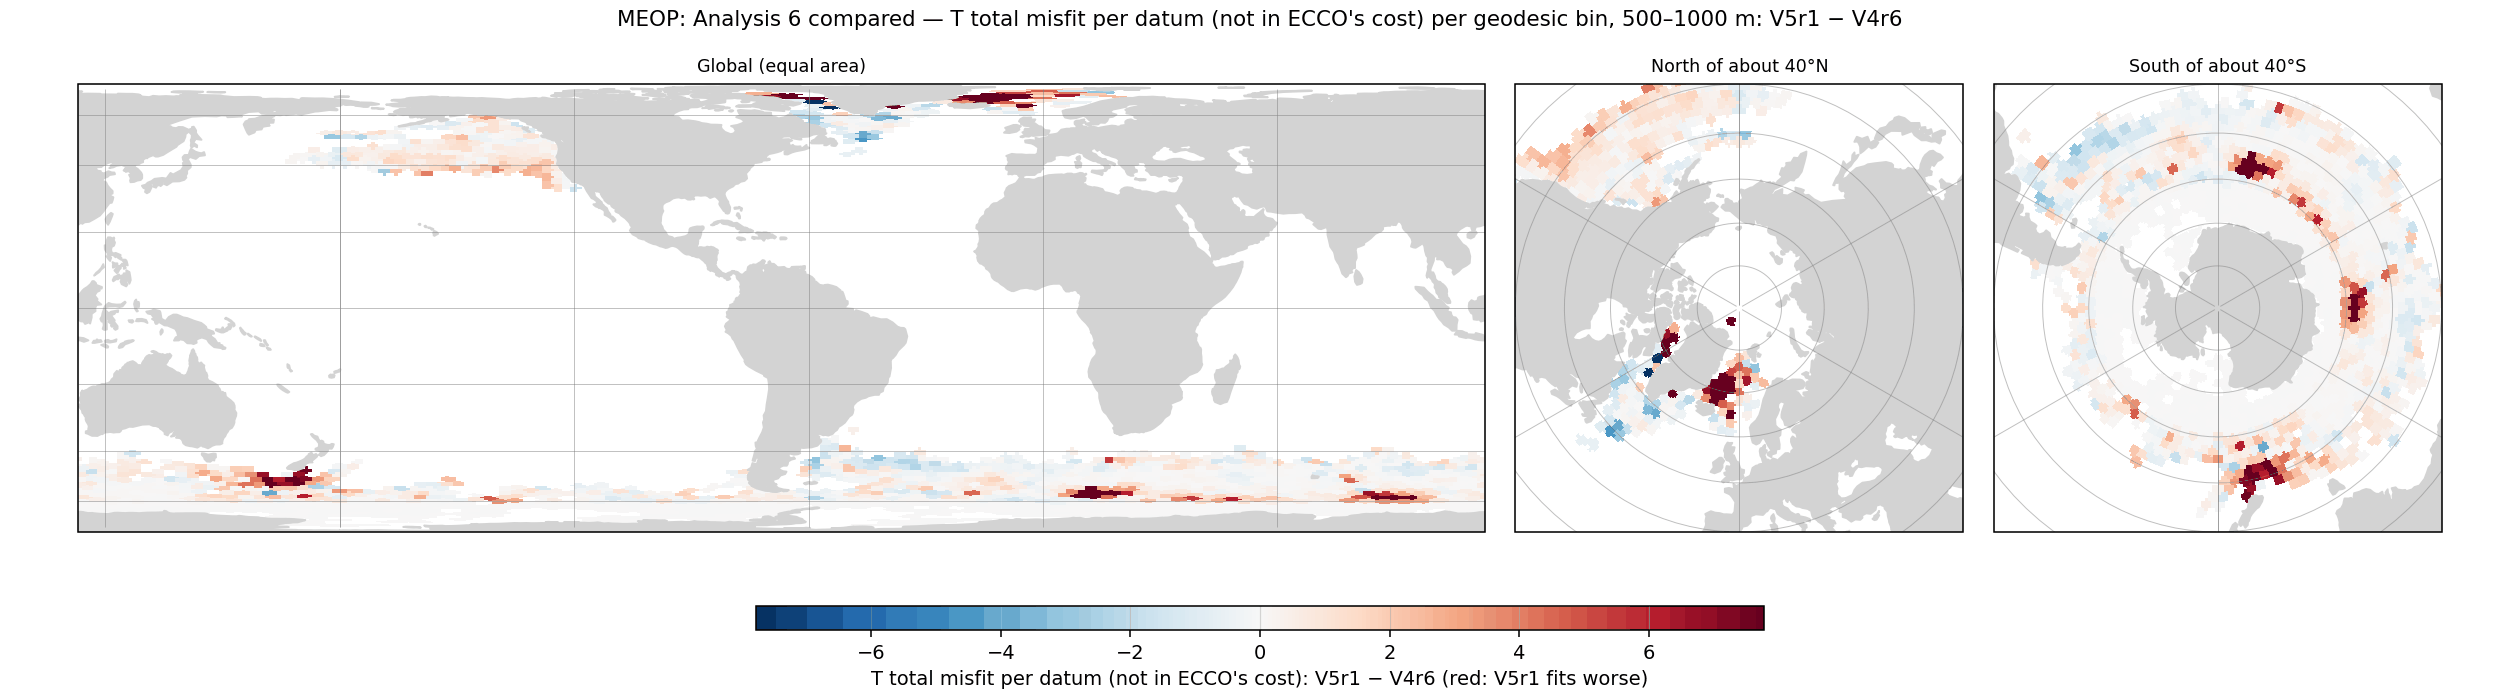 MEOP: Analysis 6 compared — T total misfit per datum (not in ECCO's cost) per geodesic bin, 500–1000 m: V5r1 − V4r6
Global (equal area)
North of about 40°N
South of about 40°S
−6 −4 −2 0 2 4 6
T total misfit per datum (not in ECCO's cost): V5r1 − V4r6 (red: V5r1 fits worse)